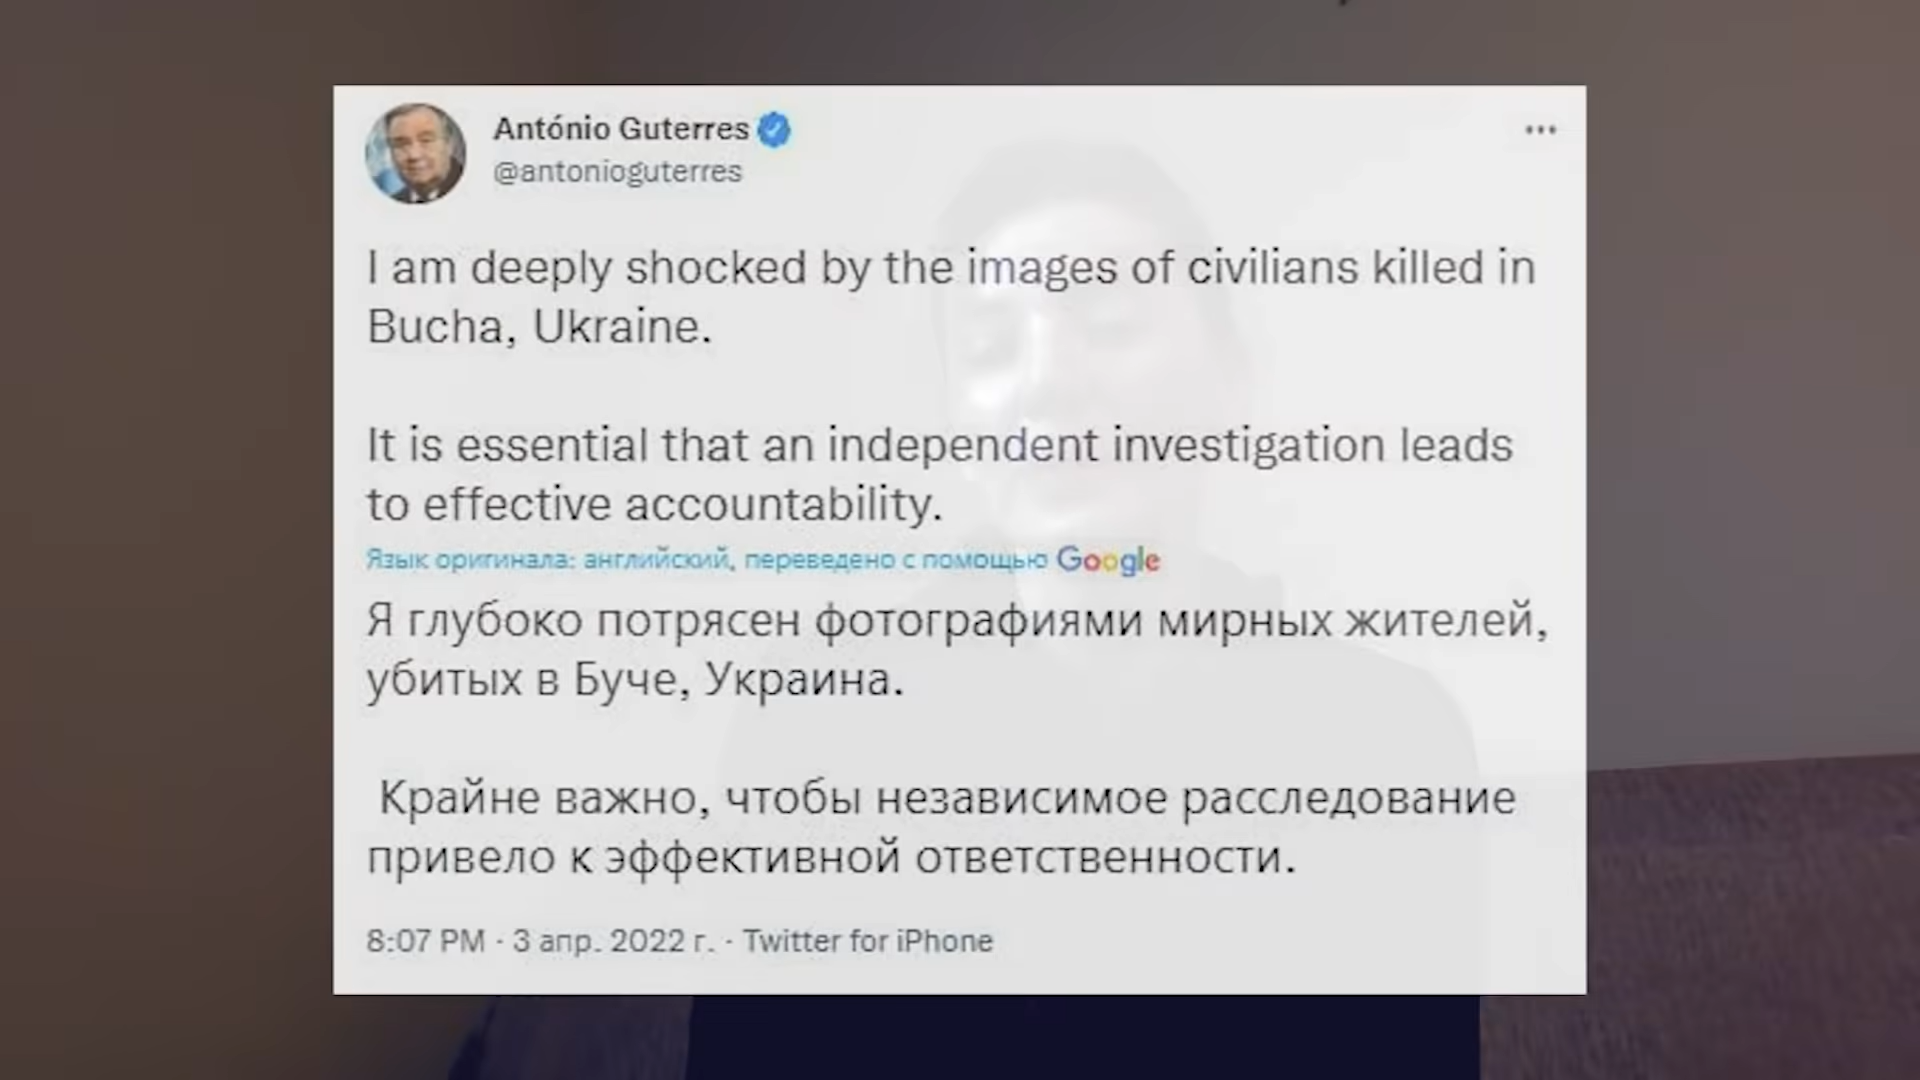 António Guterres
@antonioguterres
I am deeply shocked by the images of civilians killed in
Bucha, Ukraine.
It is essential that an independent investigation leads
to effective accountability.
Язык оригинала: английский, переведено с помощью Google
Я глубоко потрясен фотографиями мирных жителей,
убитых в Буче, Украина.
Крайне важно, чтобы независимое расследование
привело к эффективной ответственности.
8:07 PM · 3 апр. 2022 г. · Twitter for iPhone